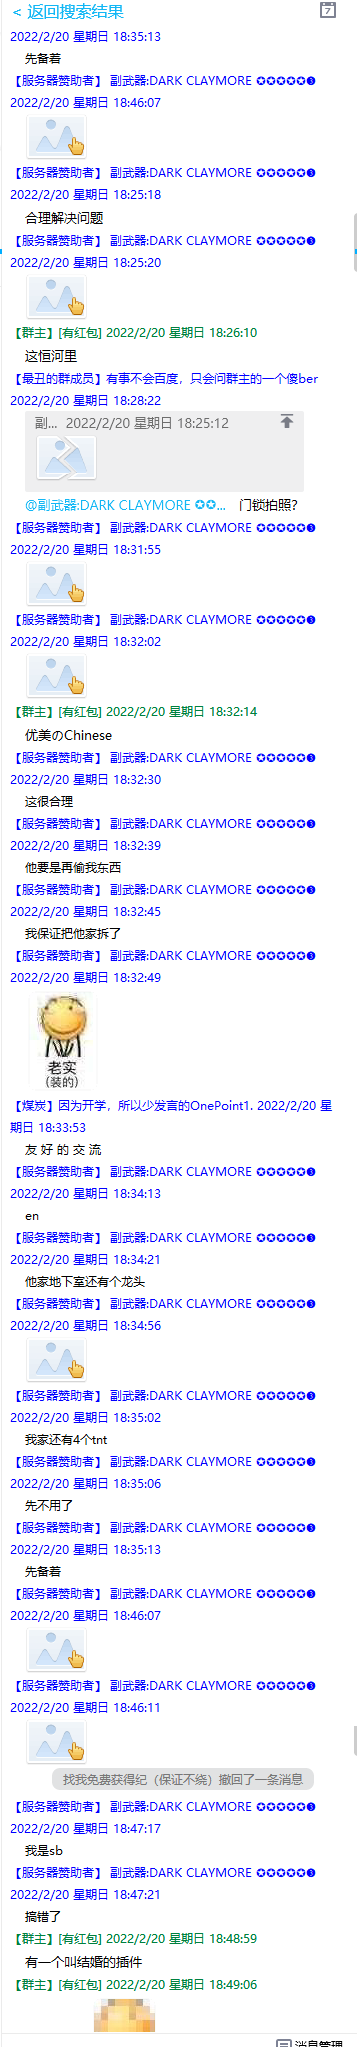 < 返回搜索结果
7
2022/2/20 星期日 18:35:13
先备着
【服务器赞助者】 副武器:DARK CLAYMORE ✪✪✪✪✪➎
2022/2/20 星期日 18:46:07
【服务器赞助者】 副武器:DARK CLAYMORE ✪✪✪✪✪➎
2022/2/20 星期日 18:25:18
合理解决问题
【服务器赞助者】 副武器:DARK CLAYMORE ✪✪✪✪✪➎
2022/2/20 星期日 18:25:20
【群主】[有红包] 2022/2/20 星期日 18:26:10
这恒河里
【最丑的群成员】有事不会百度，只会问群主的一个傻ber
2022/2/20 星期日 18:28:22
副... 2022/2/20 星期日 18:25:12
@副武器:DARK CLAYMORE ✪✪... 门锁拍照?
【服务器赞助者】 副武器:DARK CLAYMORE ✪✪✪✪✪➎
2022/2/20 星期日 18:31:55
【服务器赞助者】 副武器:DARK CLAYMORE ✪✪✪✪✪➎
2022/2/20 星期日 18:32:02
【群主】[有红包] 2022/2/20 星期日 18:32:14
优美のChinese
【服务器赞助者】 副武器:DARK CLAYMORE ✪✪✪✪✪➎
2022/2/20 星期日 18:32:30
这很合理
【服务器赞助者】 副武器:DARK CLAYMORE ✪✪✪✪✪➎
2022/2/20 星期日 18:32:39
他要是再偷我东西
【服务器赞助者】 副武器:DARK CLAYMORE ✪✪✪✪✪➎
2022/2/20 星期日 18:32:45
我保证把他家拆了
【服务器赞助者】 副武器:DARK CLAYMORE ✪✪✪✪✪➎
2022/2/20 星期日 18:32:49
老实
(装的)
【煤炭】因为开学，所以少发言的OnePoint1. 2022/2/20 星
期日 18:33:53
友 好 的 交 流
【服务器赞助者】 副武器:DARK CLAYMORE ✪✪✪✪✪➎
2022/2/20 星期日 18:34:13
en
【服务器赞助者】 副武器:DARK CLAYMORE ✪✪✪✪✪➎
2022/2/20 星期日 18:34:21
他家地下室还有个龙头
【服务器赞助者】 副武器:DARK CLAYMORE ✪✪✪✪✪➎
2022/2/20 星期日 18:34:56
【服务器赞助者】 副武器:DARK CLAYMORE ✪✪✪✪✪➎
2022/2/20 星期日 18:35:02
我家还有4个tnt
【服务器赞助者】 副武器:DARK CLAYMORE ✪✪✪✪✪➎
2022/2/20 星期日 18:35:06
先不用了
【服务器赞助者】 副武器:DARK CLAYMORE ✪✪✪✪✪➎
2022/2/20 星期日 18:35:13
先备着
【服务器赞助者】 副武器:DARK CLAYMORE ✪✪✪✪✪➎
2022/2/20 星期日 18:46:07
【服务器赞助者】 副武器:DARK CLAYMORE ✪✪✪✪✪➎
2022/2/20 星期日 18:46:11
找我免费获得纪（保证不绕）撤回了一条消息
【服务器赞助者】 副武器:DARK CLAYMORE ✪✪✪✪✪➎
2022/2/20 星期日 18:47:17
我是sb
【服务器赞助者】 副武器:DARK CLAYMORE ✪✪✪✪✪➎
2022/2/20 星期日 18:47:21
搞错了
【群主】[有红包] 2022/2/20 星期日 18:48:59
有一个叫结婚的插件
【群主】[有红包] 2022/2/20 星期日 18:49:06
消息管理